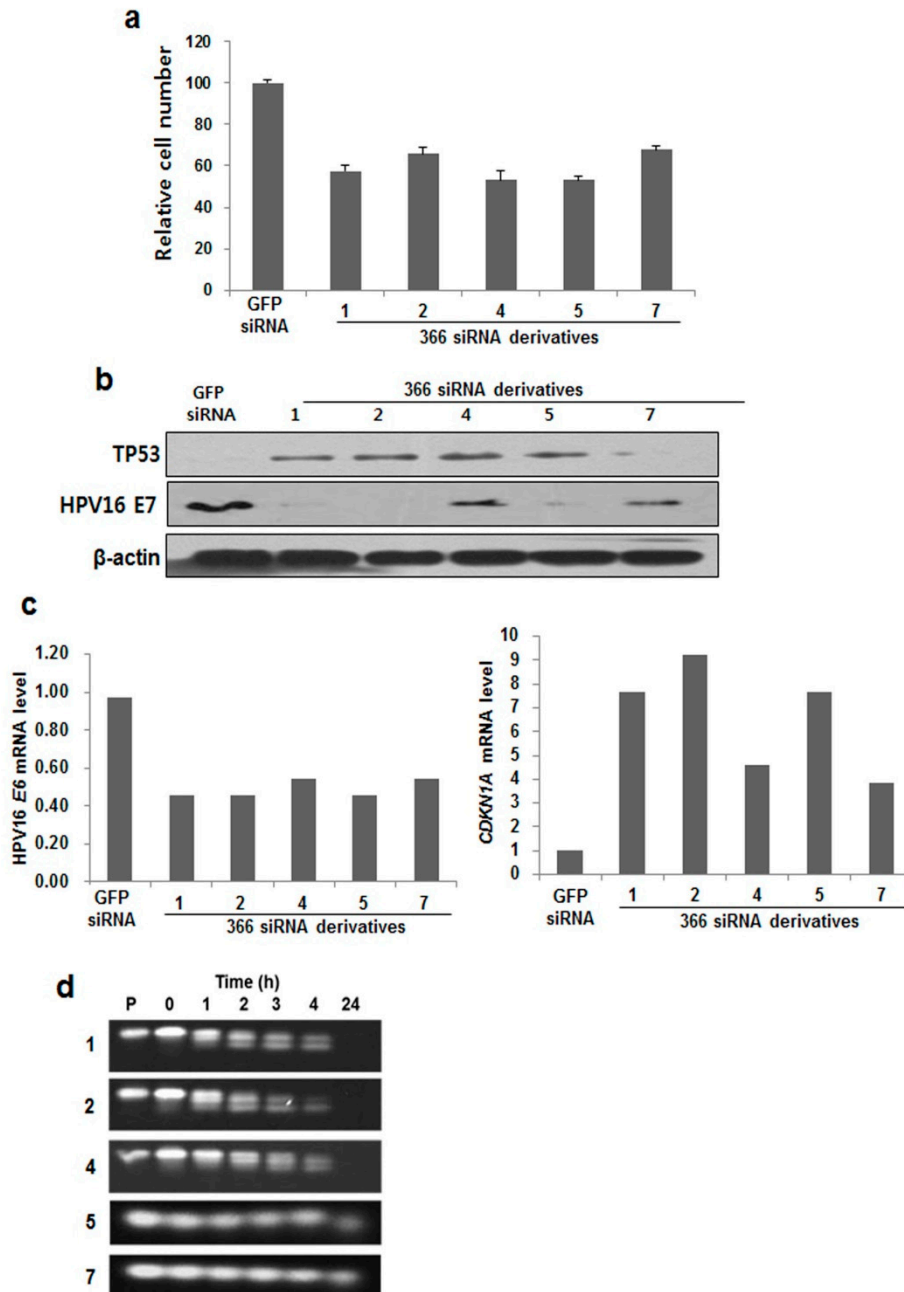 a
Relative cell number
120
100
80
60
40
20
0
GFP
siRNA
1 2 4 5 7
366 siRNA derivatives
b
GFP
siRNA
366 siRNA derivatives
1 2 4 5 7
TP53
HPV16 E7
β-actin
c
HPV16 E6 mRNA level
1.20
1.00
0.80
0.60
0.40
0.20
0.00
GFP
siRNA
1 2 4 5 7
366 siRNA derivatives
CDKN1A mRNA level
10
9
8
7
6
5
4
3
2
1
0
GFP
siRNA
1 2 4 5 7
366 siRNA derivatives
d
Time (h)
P 0 1 2 3 4 24
1
2
4
5
7